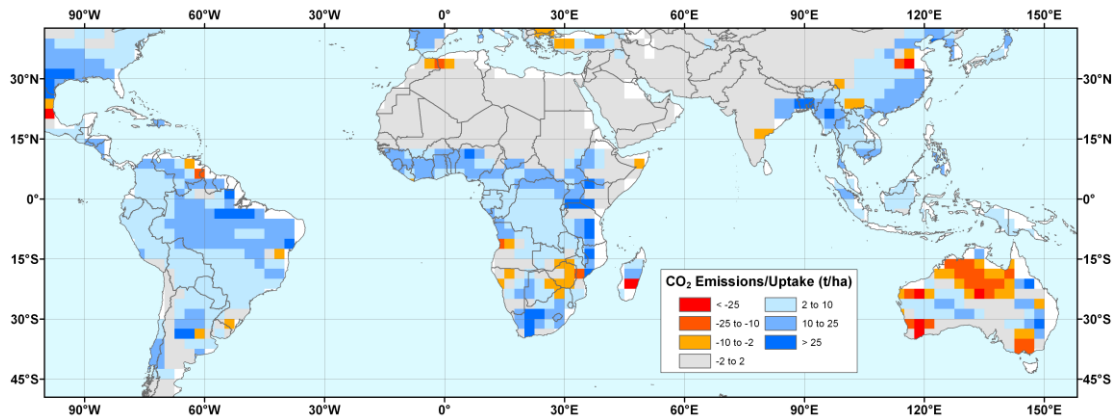 90°W 60°W 30°W 0° 30°E 60°E 90°E 120°E 150°E
30°N 30°N
15°N 15°N
0° 0°
15°S 15°S
30°S 30°S
45°S 45°S
CO₂ Emissions/Uptake (t/ha)
< -25 2 to 10
-25 to -10 10 to 25
-10 to -2 > 25
-2 to 2
90°W 60°W 30°W 0° 30°E 60°E 90°E 120°E 150°E